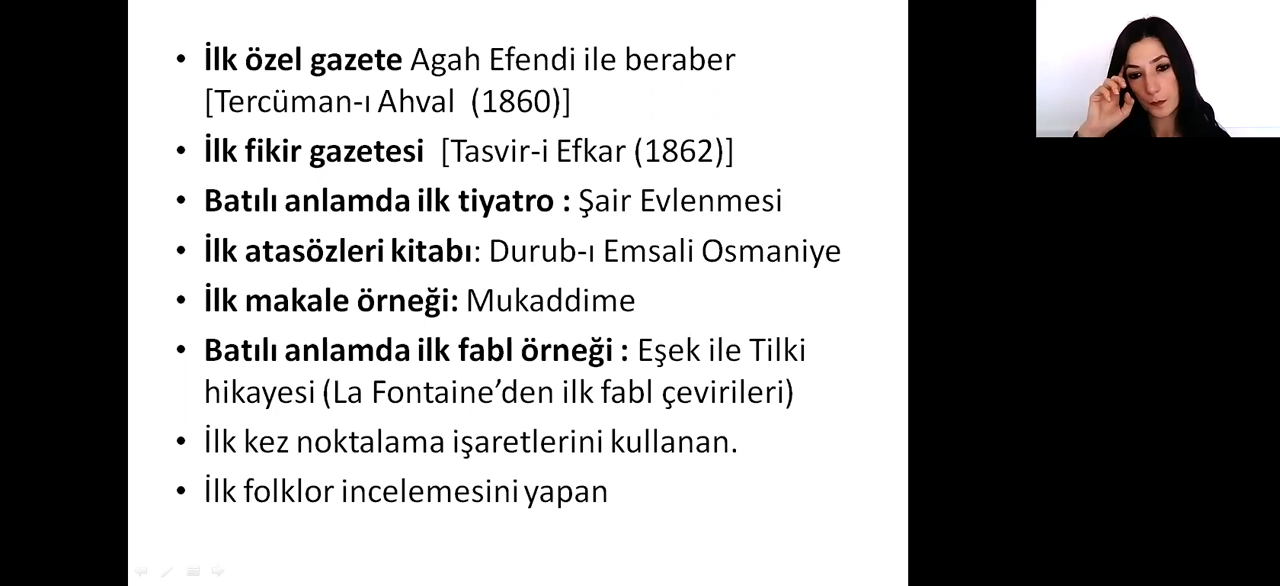 • İlk özel gazete Agah Efendi ile beraber
[Tercüman-ı Ahval (1860)]
• İlk fikir gazetesi [Tasvir-i Efkar (1862)]
• Batılı anlamda ilk tiyatro : Şair Evlenmesi
• İlk atasözleri kitabı: Durub-ı Emsali Osmaniye
• İlk makale örneği: Mukaddime
• Batılı anlamda ilk fabl örneği : Eşek ile Tilki
hikayesi (La Fontaine’den ilk fabl çevirileri)
• İlk kez noktalama işaretlerini kullanan.
• İlk folklor incelemesini yapan